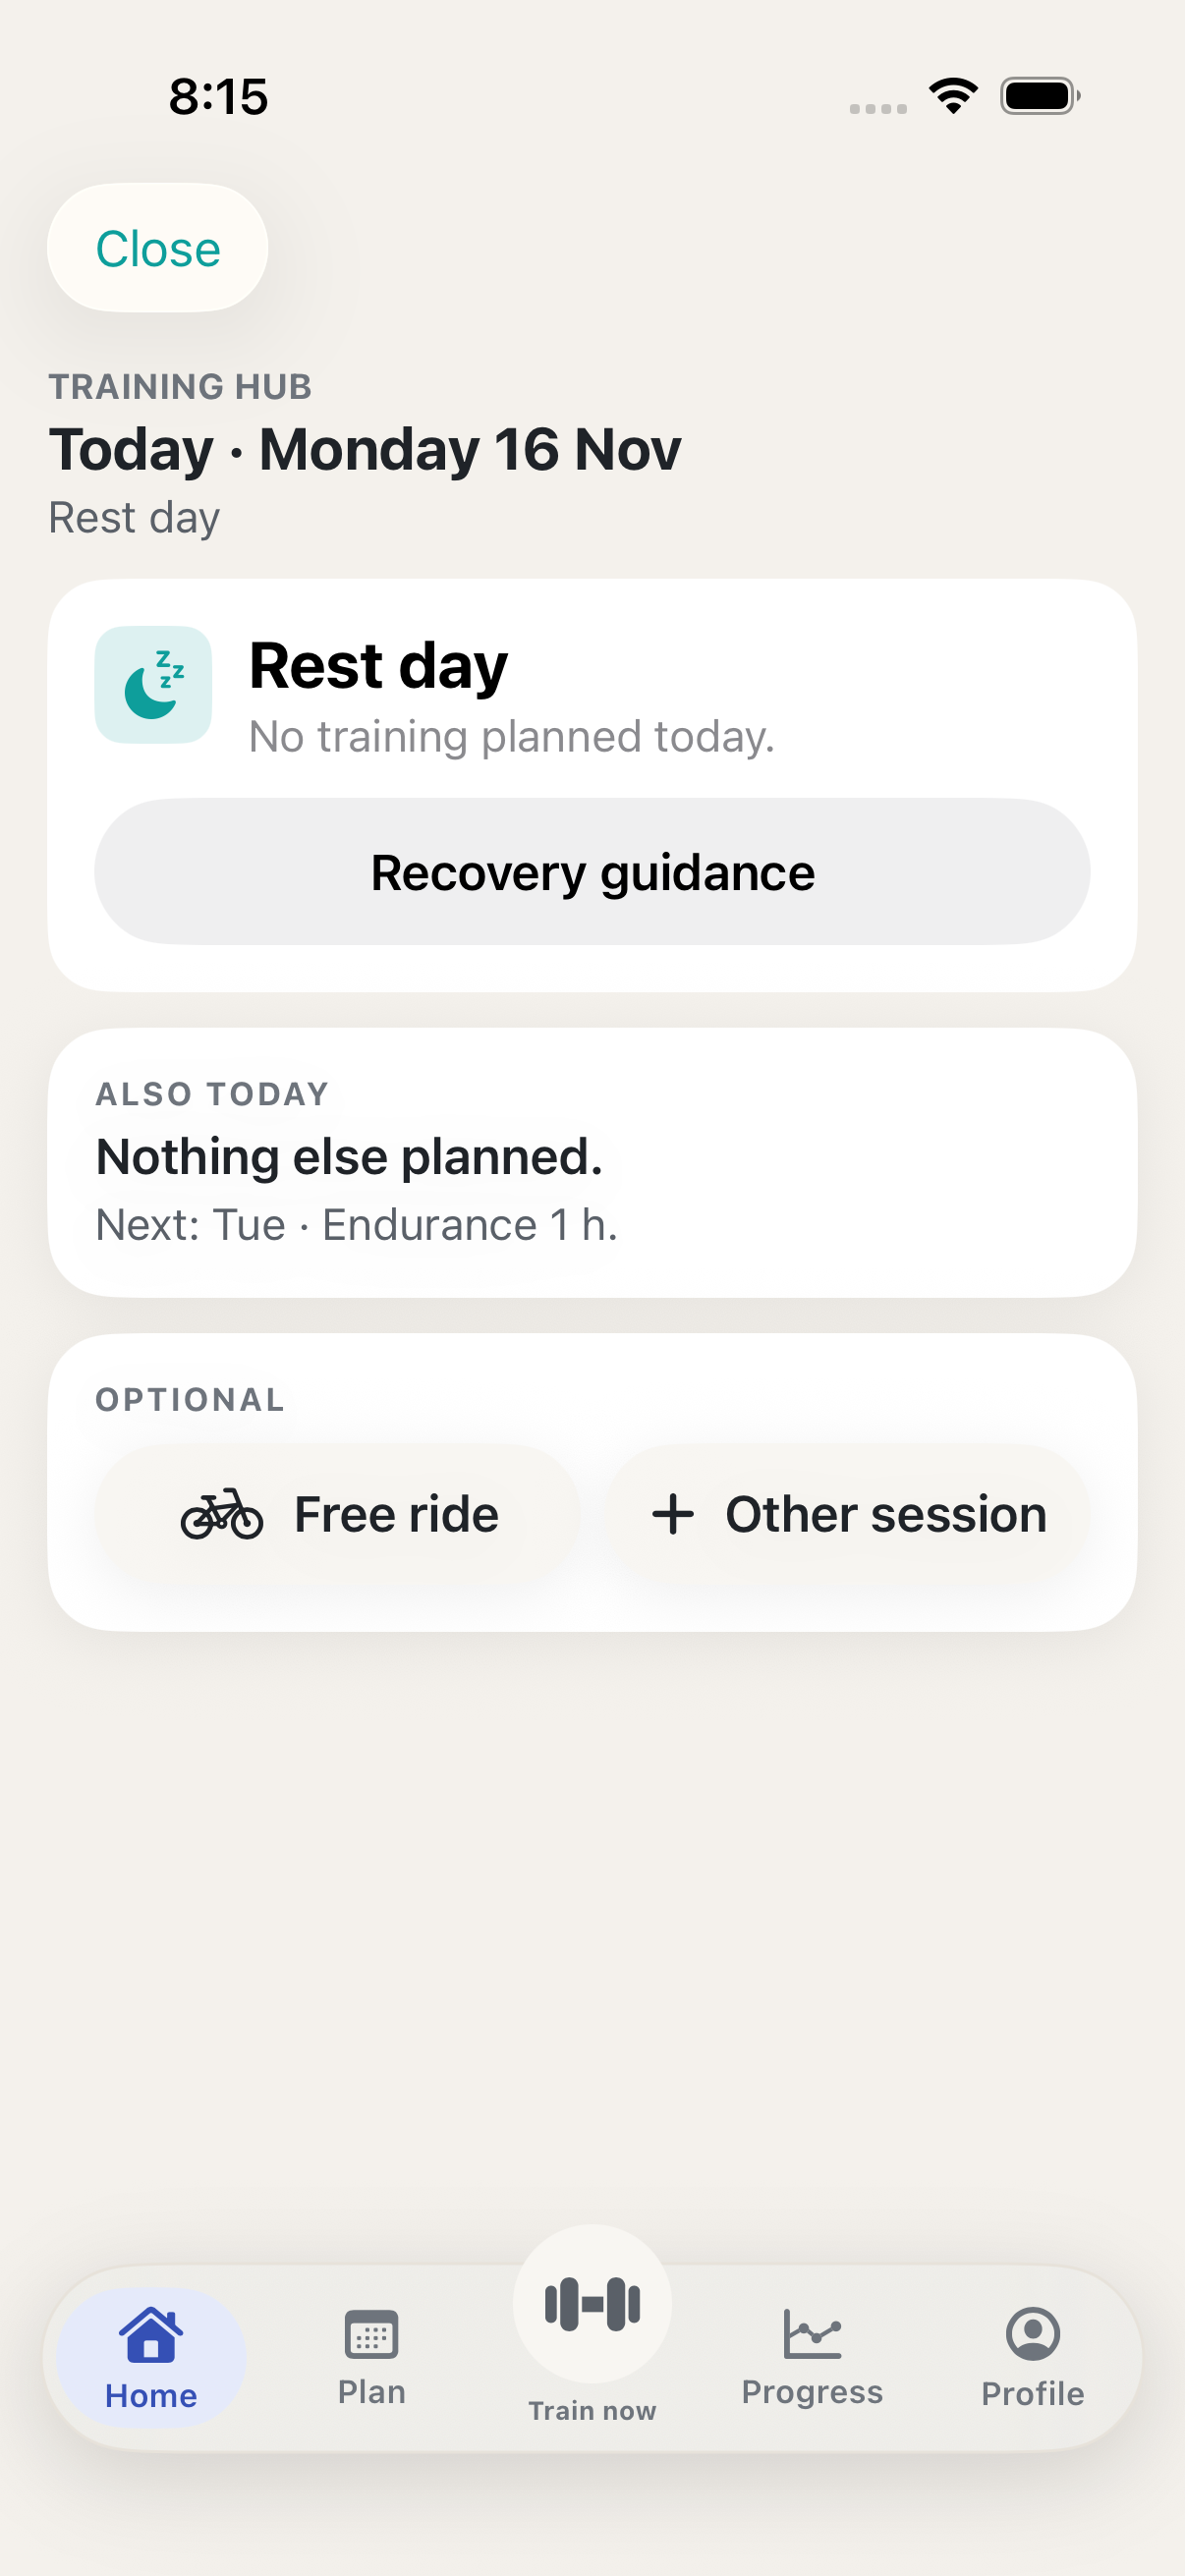 8:15
Close
TRAINING HUB
Today · Monday 16 Nov
Rest day
Rest day
No training planned today.
Recovery guidance
ALSO TODAY
Nothing else planned.
Next: Tue · Endurance 1 h.
OPTIONAL
Free ride
Other session
Home
Plan
Train now
Progress
Profile